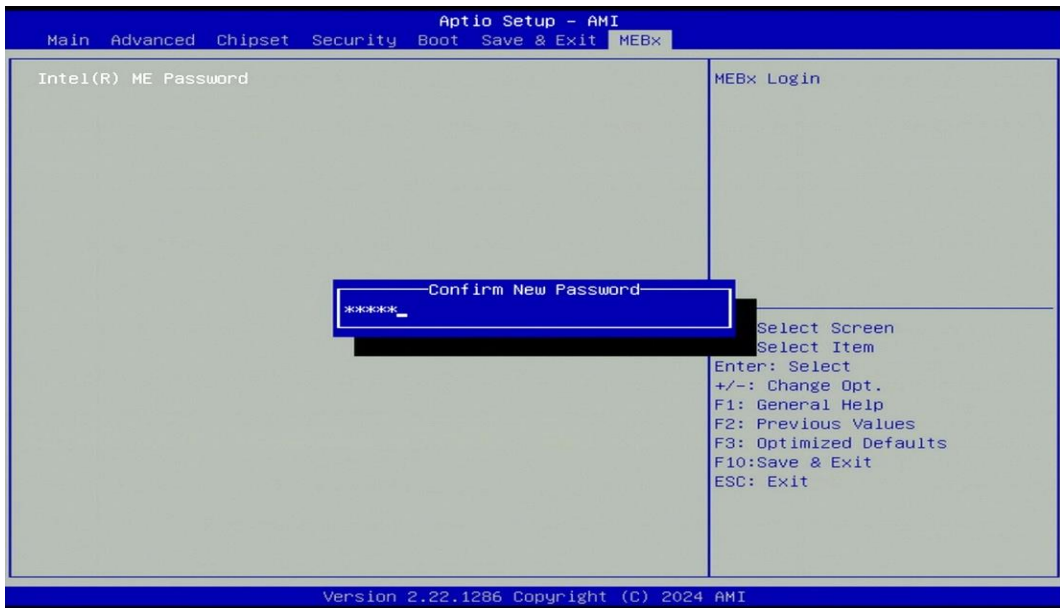 Aptio Setup - AMI
Main Advanced Chipset Security Boot Save & Exit MEBx
Intel(R) ME Password
MEBx Login
Confirm New Password
*****_
Select Screen
Select Item
Enter: Select
+/-: Change Opt.
F1: General Help
F2: Previous Values
F3: Optimized Defaults
F10:Save & Exit
ESC: Exit
Version 2.22.1286 Copyright (C) 2024 AMI